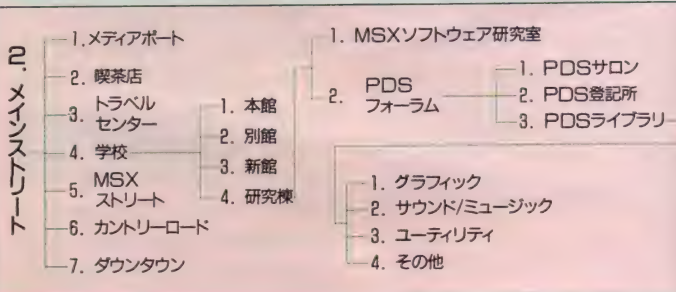 2. メインストリート
1. メディアポート
2. 喫茶店
3. トラベル
センター
4. 学校
5. MSX
ストリート
6. カントリーロード
7. ダウンタウン
1. 本館
2. 別館
3. 新館
4. 研究棟
1. MSXソフトウェア研究室
2. PDS
フォーラム
1. PDSサロン
2. PDS登記所
3. PDSライブラリー
1. グラフィック
2. サウンド/ミュージック
3. ユーティリティ
4. その他